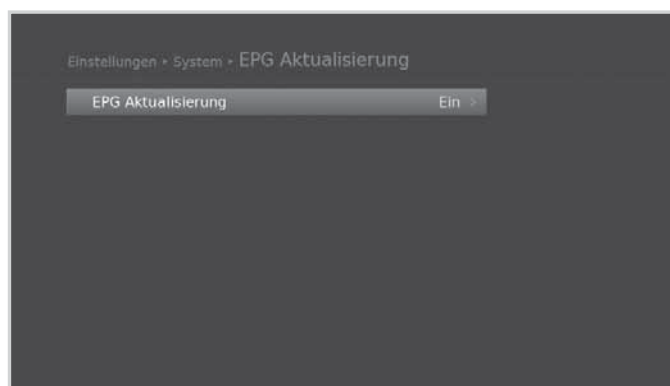 Einstellungen ▸ System ▸ EPG Aktualisierung
EPG Aktualisierung Ein >